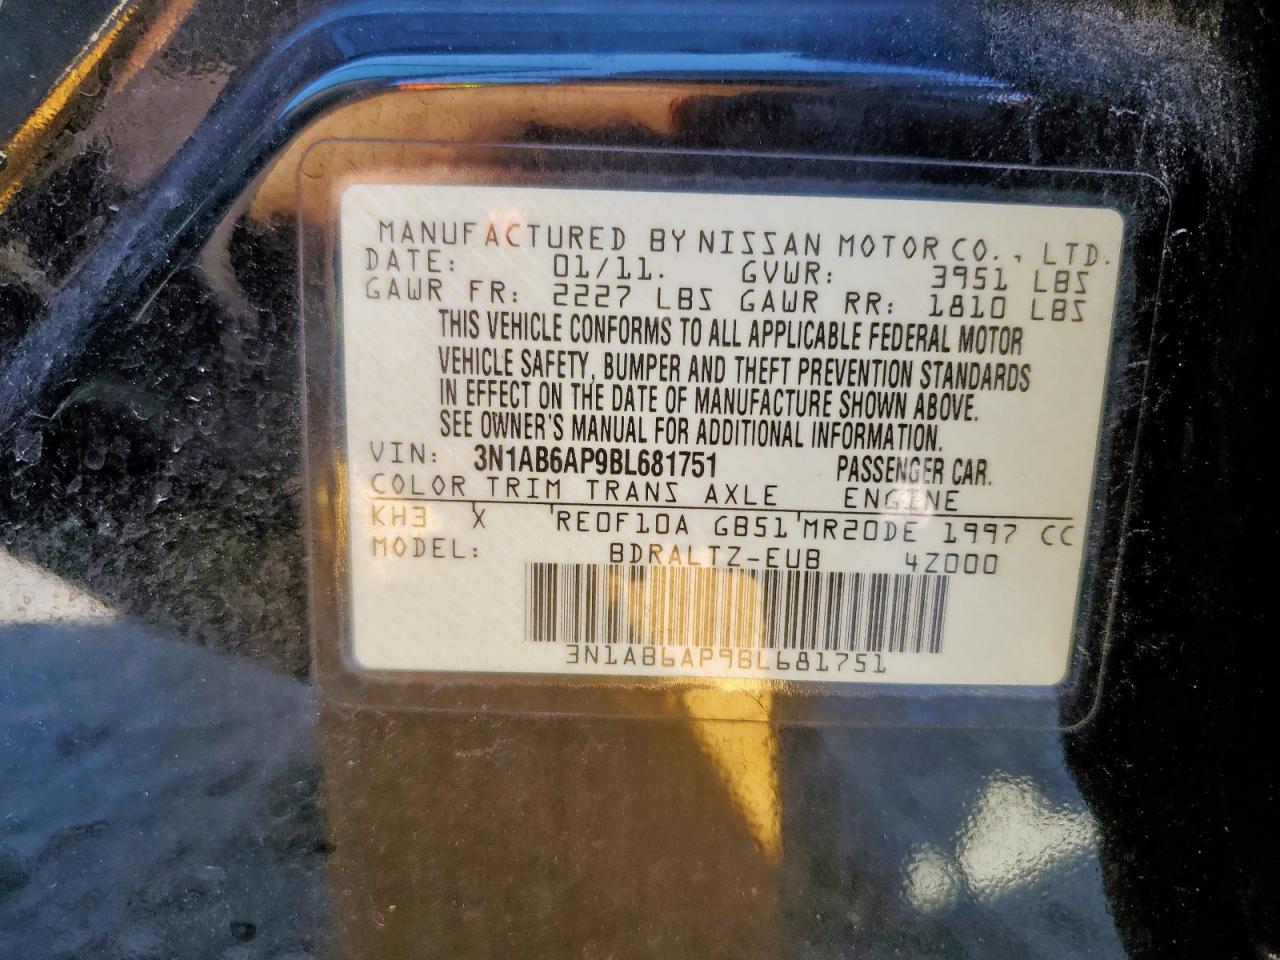 MANUFACTURED BY NISSAN MOTOR CO., LTD.
DATE: 01/11. GVWR: 3951 LBS
GAWR FR: 2227 LBS GAWR RR: 1810 LBS
THIS VEHICLE CONFORMS TO ALL APPLICABLE FEDERAL MOTOR
VEHICLE SAFETY, BUMPER AND THEFT PREVENTION STANDARDS
IN EFFECT ON THE DATE OF MANUFACTURE SHOWN ABOVE.
SEE OWNER'S MANUAL FOR ADDITIONAL INFORMATION.
VIN: 3N1AB6AP9BL681751 PASSENGER CAR.
COLOR TRIM TRANS AXLE ENGINE
KH3 X RE0F10A GB51 MR20DE 1997 CC
MODEL: BDRALTZ-EUB 4Z000
3N1AB6AP9BL681751